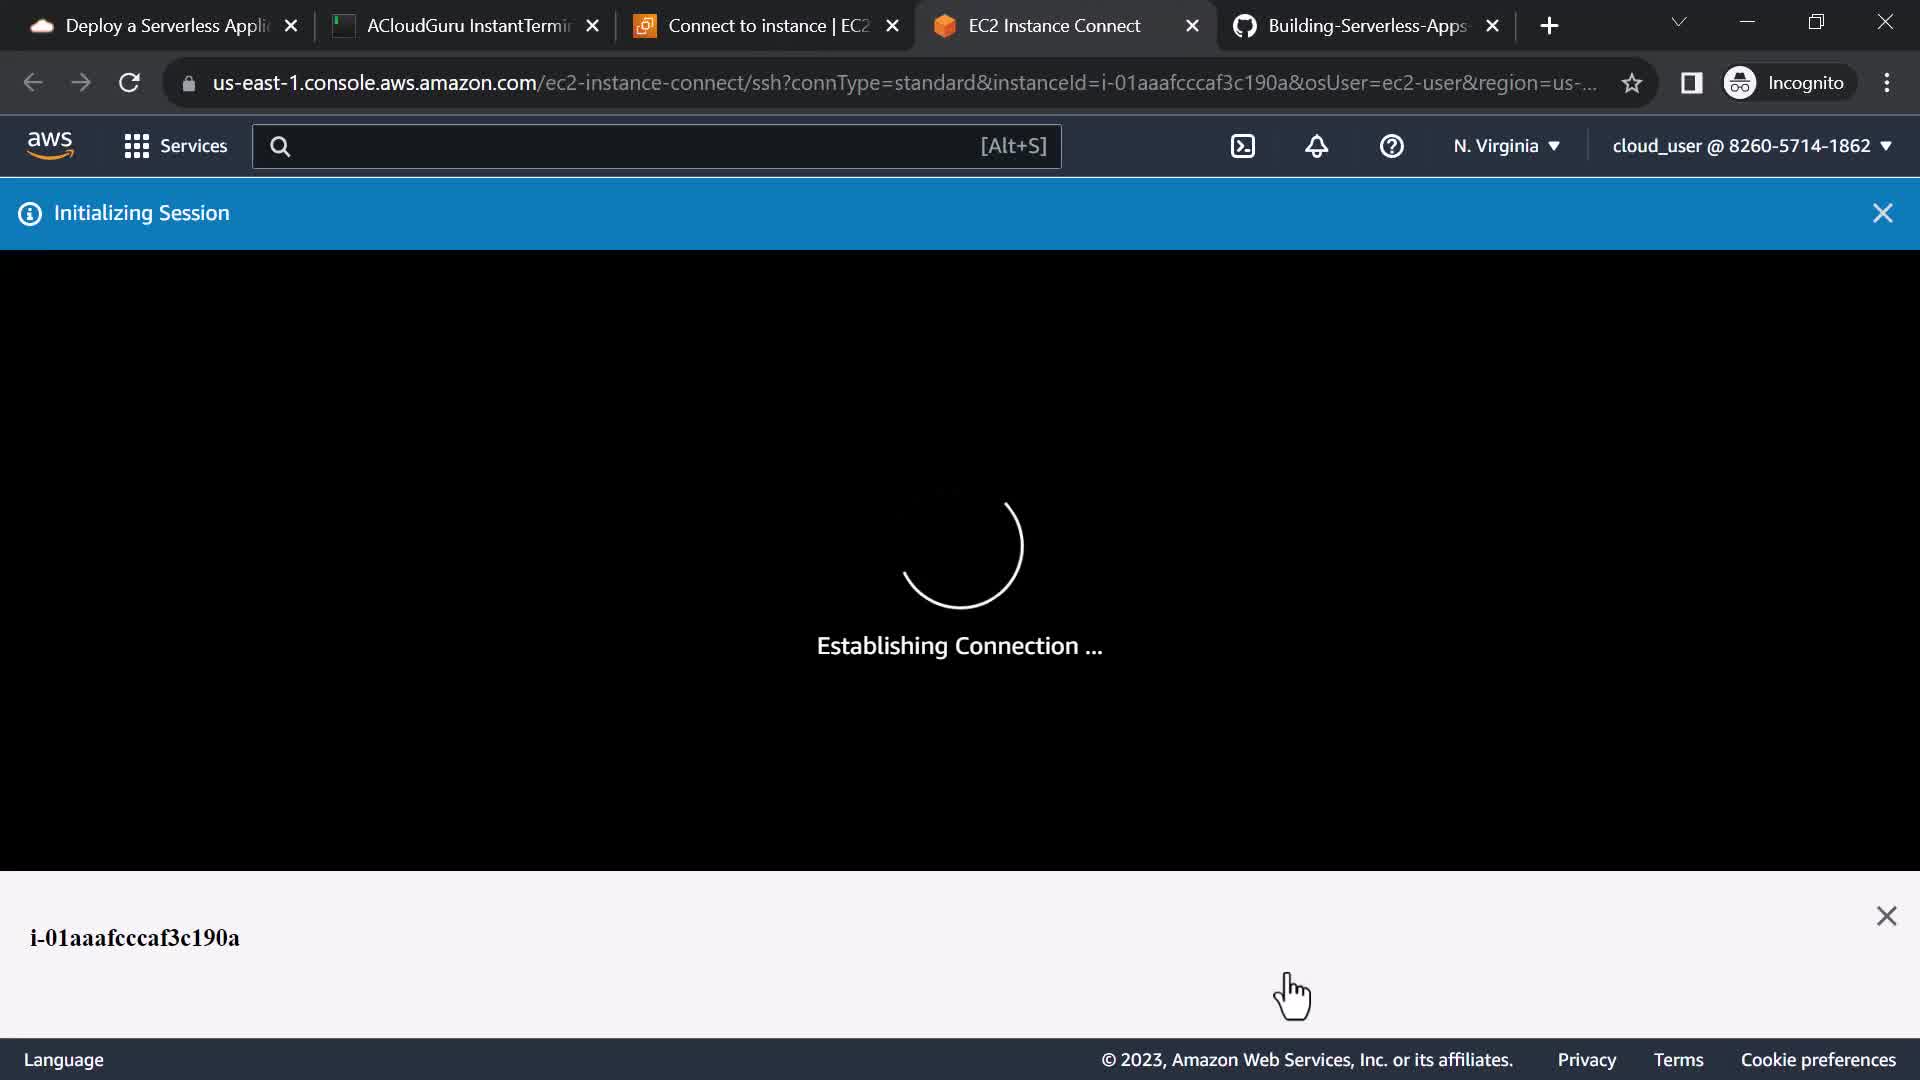 Deploy a Serverless Appli
ACloudGuru InstantTermi
Connect to instance | EC2
EC2 Instance Connect
Building-Serverless-Apps
us-east-1.console.aws.amazon.com/ec2-instance-connect/ssh?connType=standard&instanceId=i-01aaafcccaf3c190a&osUser=ec2-user&region=us-...
Incognito
aws
Services
[Alt+S]
N. Virginia
cloud_user @ 8260-5714-1862
Initializing Session
Establishing Connection ...
i-01aaafcccaf3c190a
Language
© 2023, Amazon Web Services, Inc. or its affiliates.
Privacy
Terms
Cookie preferences